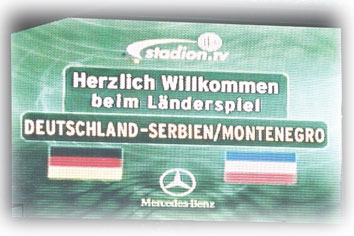 stadion.tv
Herzlich Willkommen
beim Länderspiel
DEUTSCHLAND-SERBIEN/MONTENEGRO
Mercedes-Benz